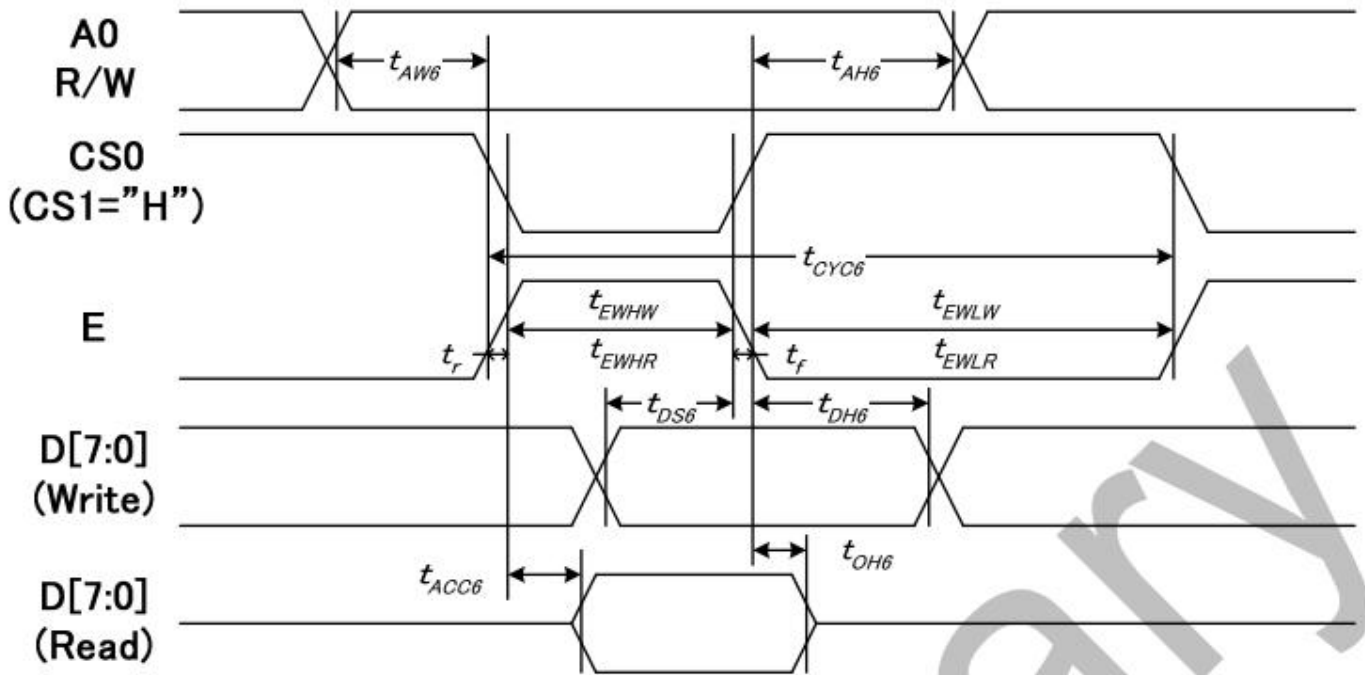 A0
R/W
tAW6
tAH6
CS0
(CS1=”H”)
tCYC6
E
tEWHW
tEWLW
tr
tEWHR
tf
tEWLR
tDS6
tDH6
D[7:0]
(Write)
tACC6
tOH6
D[7:0]
(Read)
ary